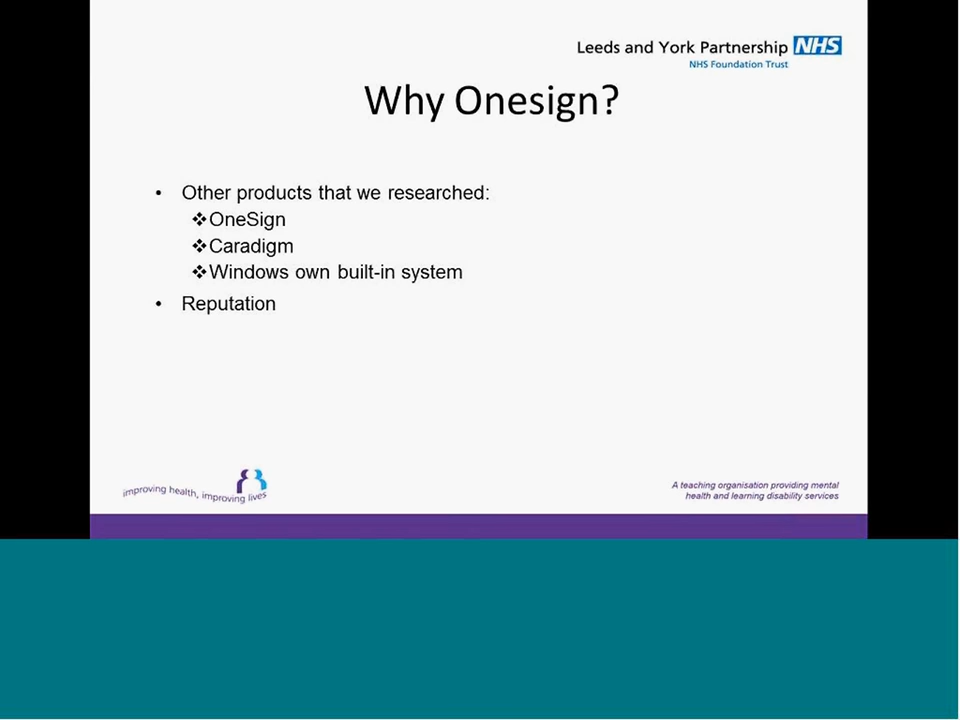 Leeds and York Partnership NHS
NHS Foundation Trust
Why Onesign?
• Other products that we researched:
❖OneSign
❖Caradigm
❖Windows own built-in system
• Reputation
improving health, improving lives
A teaching organisation providing mental
health and learning disability services